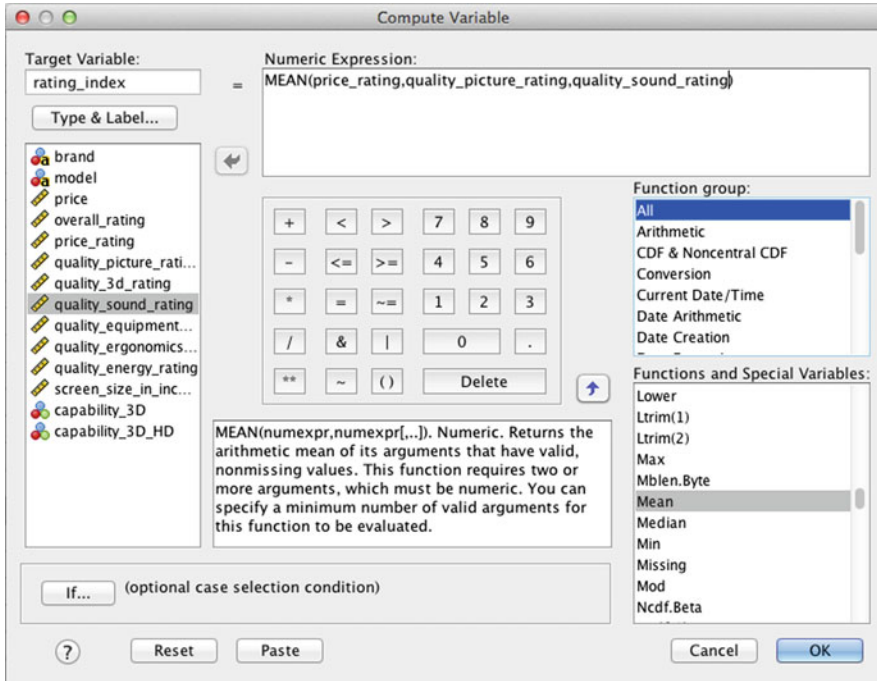 Compute Variable
Target Variable:
rating_index
=
Numeric Expression:
MEAN(price_rating,quality_picture_rating,quality_sound_rating)
Type & Label...
brand
model
price
overall_rating
price_rating
quality_picture_rati...
quality_3d_rating
quality_sound_rating
quality_equipment...
quality_ergonomics...
quality_energy_rating
screen_size_in_inc...
capability_3D
capability_3D_HD
+ < > 7 8 9
- <= >= 4 5 6
* = ~= 1 2 3
/ & | 0 .
** ~ () Delete
Function group:
All
Arithmetic
CDF & Noncentral CDF
Conversion
Current Date/Time
Date Arithmetic
Date Creation
Functions and Special Variables:
Lower
Ltrim(1)
Ltrim(2)
Max
Mblen.Byte
Mean
Median
Min
Missing
Mod
Ncdf.Beta
MEAN(numexpr,numexpr[,..]). Numeric. Returns the
arithmetic mean of its arguments that have valid,
nonmissing values. This function requires two or
more arguments, which must be numeric. You can
specify a minimum number of valid arguments for
this function to be evaluated.
If... (optional case selection condition)
? Reset Paste Cancel OK